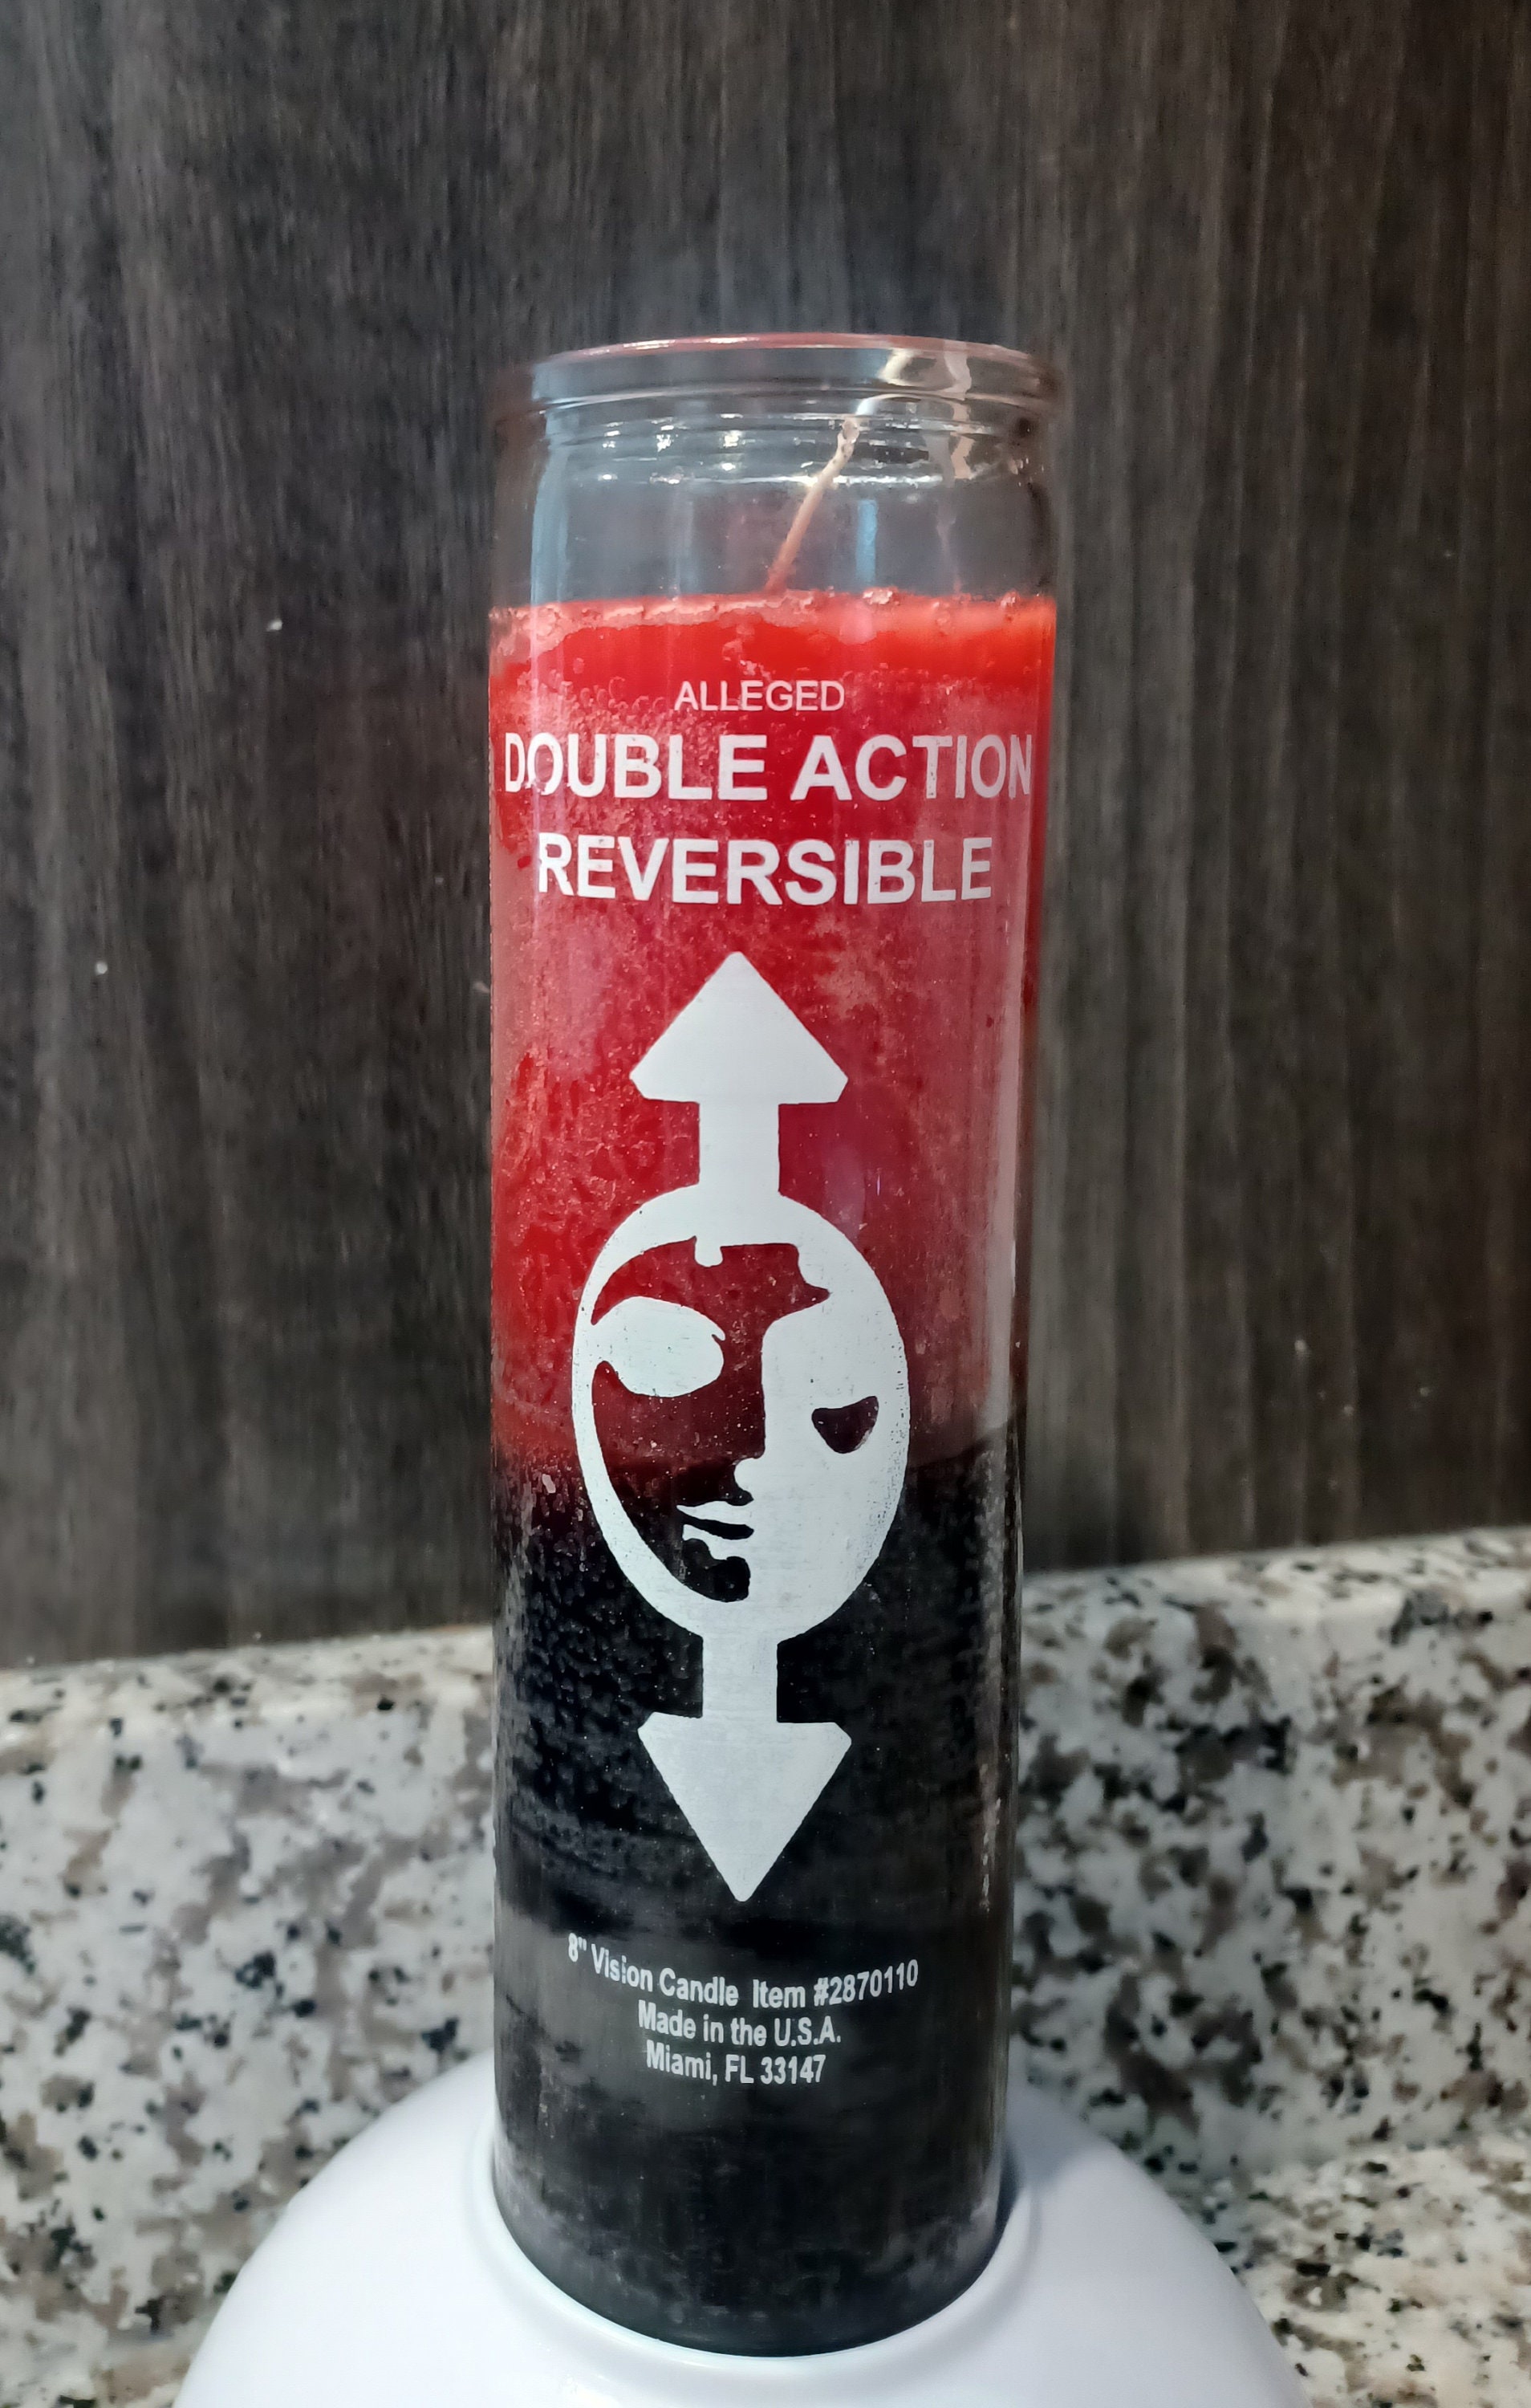 ALLEGED
DOUBLE ACTION
REVERSIBLE
8" Vision Candle Item #2870110
Made in the U.S.A.
Miami, FL 33147